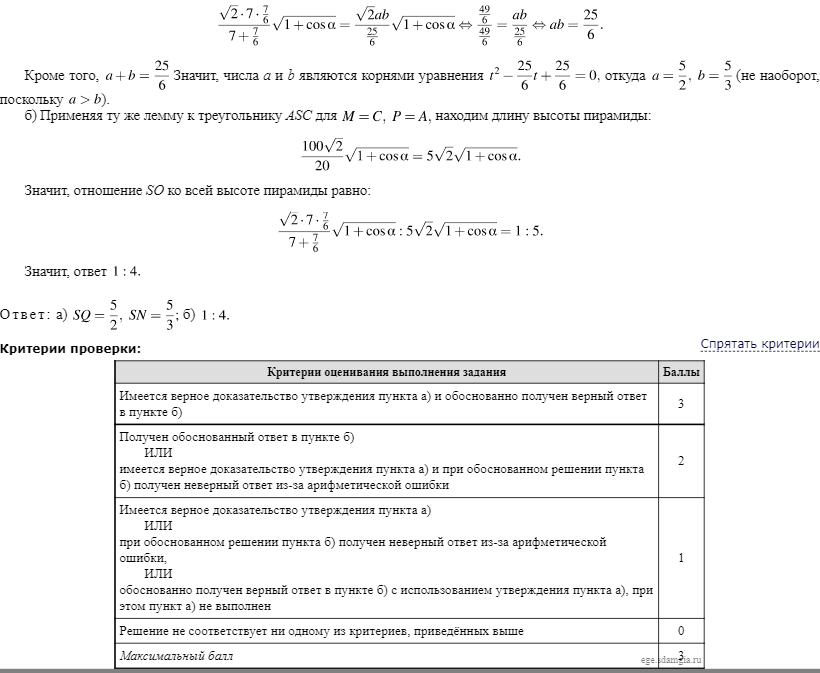 $\frac{\sqrt{2} \cdot 7 \cdot \frac{7}{6}}{7 + \frac{7}{6}} \sqrt{1 + \cos \alpha} = \frac{\sqrt{2}ab}{\frac{25}{6}} \sqrt{1 + \cos \alpha} \Leftrightarrow \frac{\frac{49}{6}}{\frac{49}{6}} = \frac{ab}{\frac{25}{6}} \Leftrightarrow ab = \frac{25}{6}.$
Кроме того, $a + b = \frac{25}{6}$ Значит, числа a и b являются корнями уравнения $t^2 - \frac{25}{6}t + \frac{25}{6} = 0$, откуда $a = \frac{5}{2}$, $b = \frac{5}{3}$ (не наоборот,
поскольку $a > b$).
б) Применяя ту же лемму к треугольнику ASC для $M = C$, $P = A$, находим длину высоты пирамиды:
$\frac{100\sqrt{2}}{20} \sqrt{1 + \cos \alpha} = 5\sqrt{2}\sqrt{1 + \cos \alpha}.$
Значит, отношение SO ко всей высоте пирамиды равно:
$\frac{\sqrt{2} \cdot 7 \cdot \frac{7}{6}}{7 + \frac{7}{6}} \sqrt{1 + \cos \alpha} : 5\sqrt{2}\sqrt{1 + \cos \alpha} = 1 : 5.$
Значит, ответ 1 : 4.
Ответ: а) $SQ = \frac{5}{2}$, $SN = \frac{5}{3}$; б) 1 : 4.
Спрятать критерии
Критерии проверки:
Критерии оценивания выполнения задания Баллы
Имеется верное доказательство утверждения пункта а) и обоснованно получен верный ответ
в пункте б)
3
Получен обоснованный ответ в пункте б)
ИЛИ
имеется верное доказательство утверждения пункта а) и при обоснованном решении пункта
б) получен неверный ответ из-за арифметической ошибки
2
Имеется верное доказательство утверждения пункта а)
ИЛИ
при обоснованном решении пункта б) получен неверный ответ из-за арифметической
ошибки,
ИЛИ
обоснованно получен верный ответ в пункте б) с использованием утверждения пункта а), при
этом пункт а) не выполнен
1
Решение не соответствует ни одному из критериев, приведённых выше 0
Максимальный балл 3
ege.sdamgia.ru